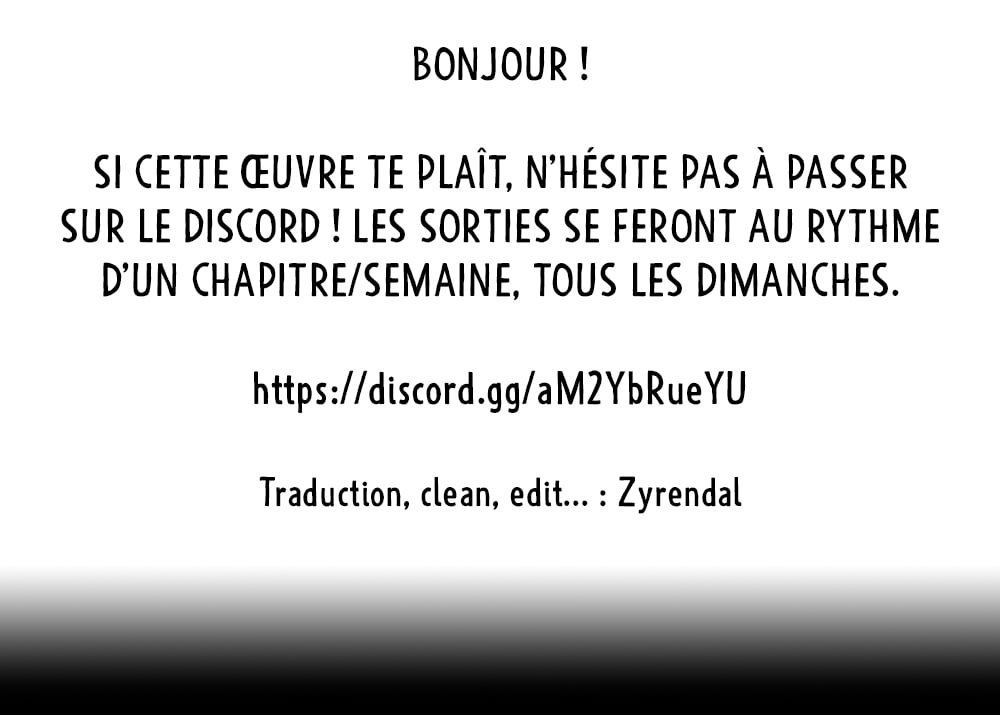 BONJOUR !
SI CETTE ŒUVRE TE PLAÎT, N'HÉSITE PAS À PASSER
SUR LE DISCORD ! LES SORTIES SE FERONT AU RYTHME
D'UN CHAPITRE/SEMAINE, TOUS LES DIMANCHES.
https://discord.gg/aM2YbRueYU
Traduction, clean, edit... : Zyrendal